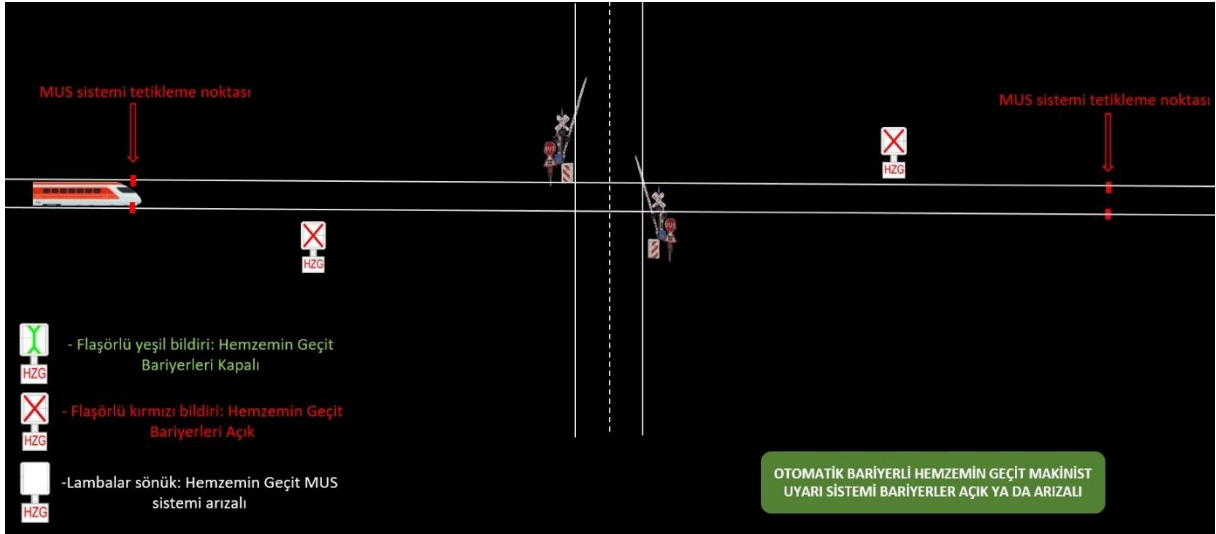 MUS sistemi tetikleme noktası
MUS sistemi tetikleme noktası
HZG
HZG
HZG
- Flaşörlü yeşil bildiri: Hemzemin Geçit
Bariyerleri Kapalı
HZG
- Flaşörlü kırmızı bildiri: Hemzemin Geçit
Bariyerleri Açık
HZG
-Lambalar sönük: Hemzemin Geçit MUS
sistemi arızalı
OTOMATİK BARİYERLİ HEMZEMİN GEÇİT MAKİNİST
UYARI SİSTEMİ BARİYERLER AÇIK YA DA ARIZALI